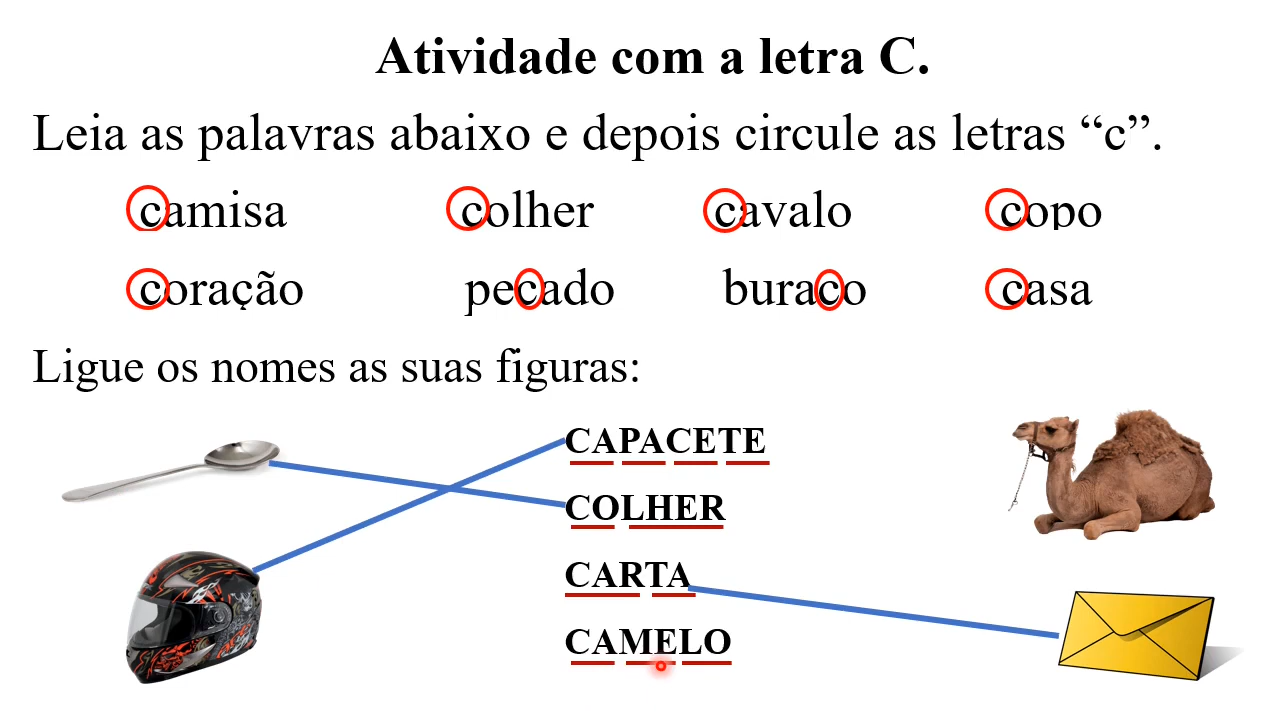 Atividade com a letra C.
Leia as palavras abaixo e depois circule as letras “c”.
camisa colher cavalo copo
coração pecado buraco casa
Ligue os nomes as suas figuras:
CAPACETE
COLHER
CARTA
CAMELO